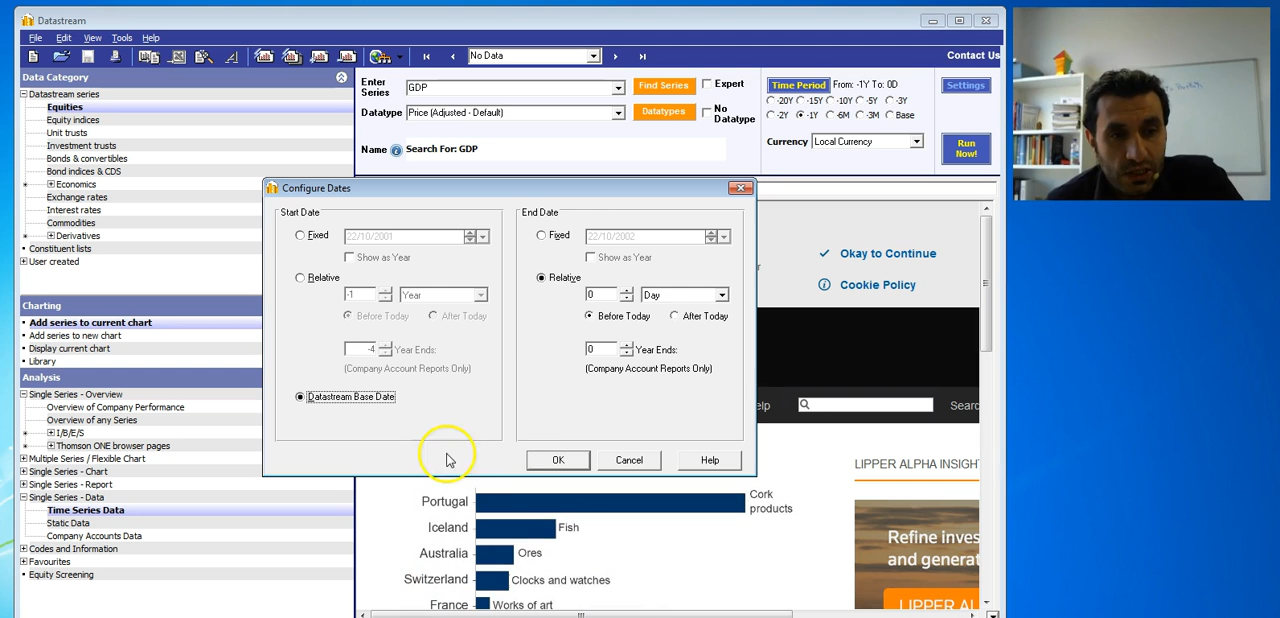 Datastream
File Edit View Tools Help
No Data
Contact Us
Data Category
Datastream series
Equities
Equity indices
Unit trusts
Investment trusts
Bonds & convertibles
Bond indices & CDS
Economics
Exchange rates
Interest rates
Commodities
Derivatives
Constituent lists
User created
Charting
Add series to current chart
Add series to new chart
Display current chart
Library
Analysis
Single Series - Overview
Overview of Company Performance
Overview of any Series
I/B/E/S
Thomson ONE browser pages
Multiple Series / Flexible Chart
Single Series - Chart
Single Series - Report
Single Series - Data
Time Series Data
Static Data
Company Accounts Data
Codes and Information
Favourites
Equity Screening
Enter Series
GDP
Find Series
Expert
Datatype
Price (Adjusted - Default)
Datatypes
No Datatype
Name
Search For: GDP
Time Period From: -1Y To: 0D
-20Y -15Y -10Y -5Y -3Y
-2Y -1Y -6M -3M Base
Currency Local Currency
Settings
Run Now!
Configure Dates
Start Date
Fixed 22/10/2001
Show as Year
Relative
-1 Year
Before Today After Today
-4 Year Ends:
(Company Account Reports Only)
Datastream Base Date
End Date
Fixed 22/10/2002
Show as Year
Relative
0 Day
Before Today After Today
0 Year Ends:
(Company Account Reports Only)
OK Cancel Help
Okay to Continue
Cookie Policy
elp
Searc
LIPPER ALPHA INSIGHT
Refine inves
and generat
LIPPER AL
Portugal Cork products
Iceland Fish
Australia Ores
Switzerland Clocks and watches
France Works of art